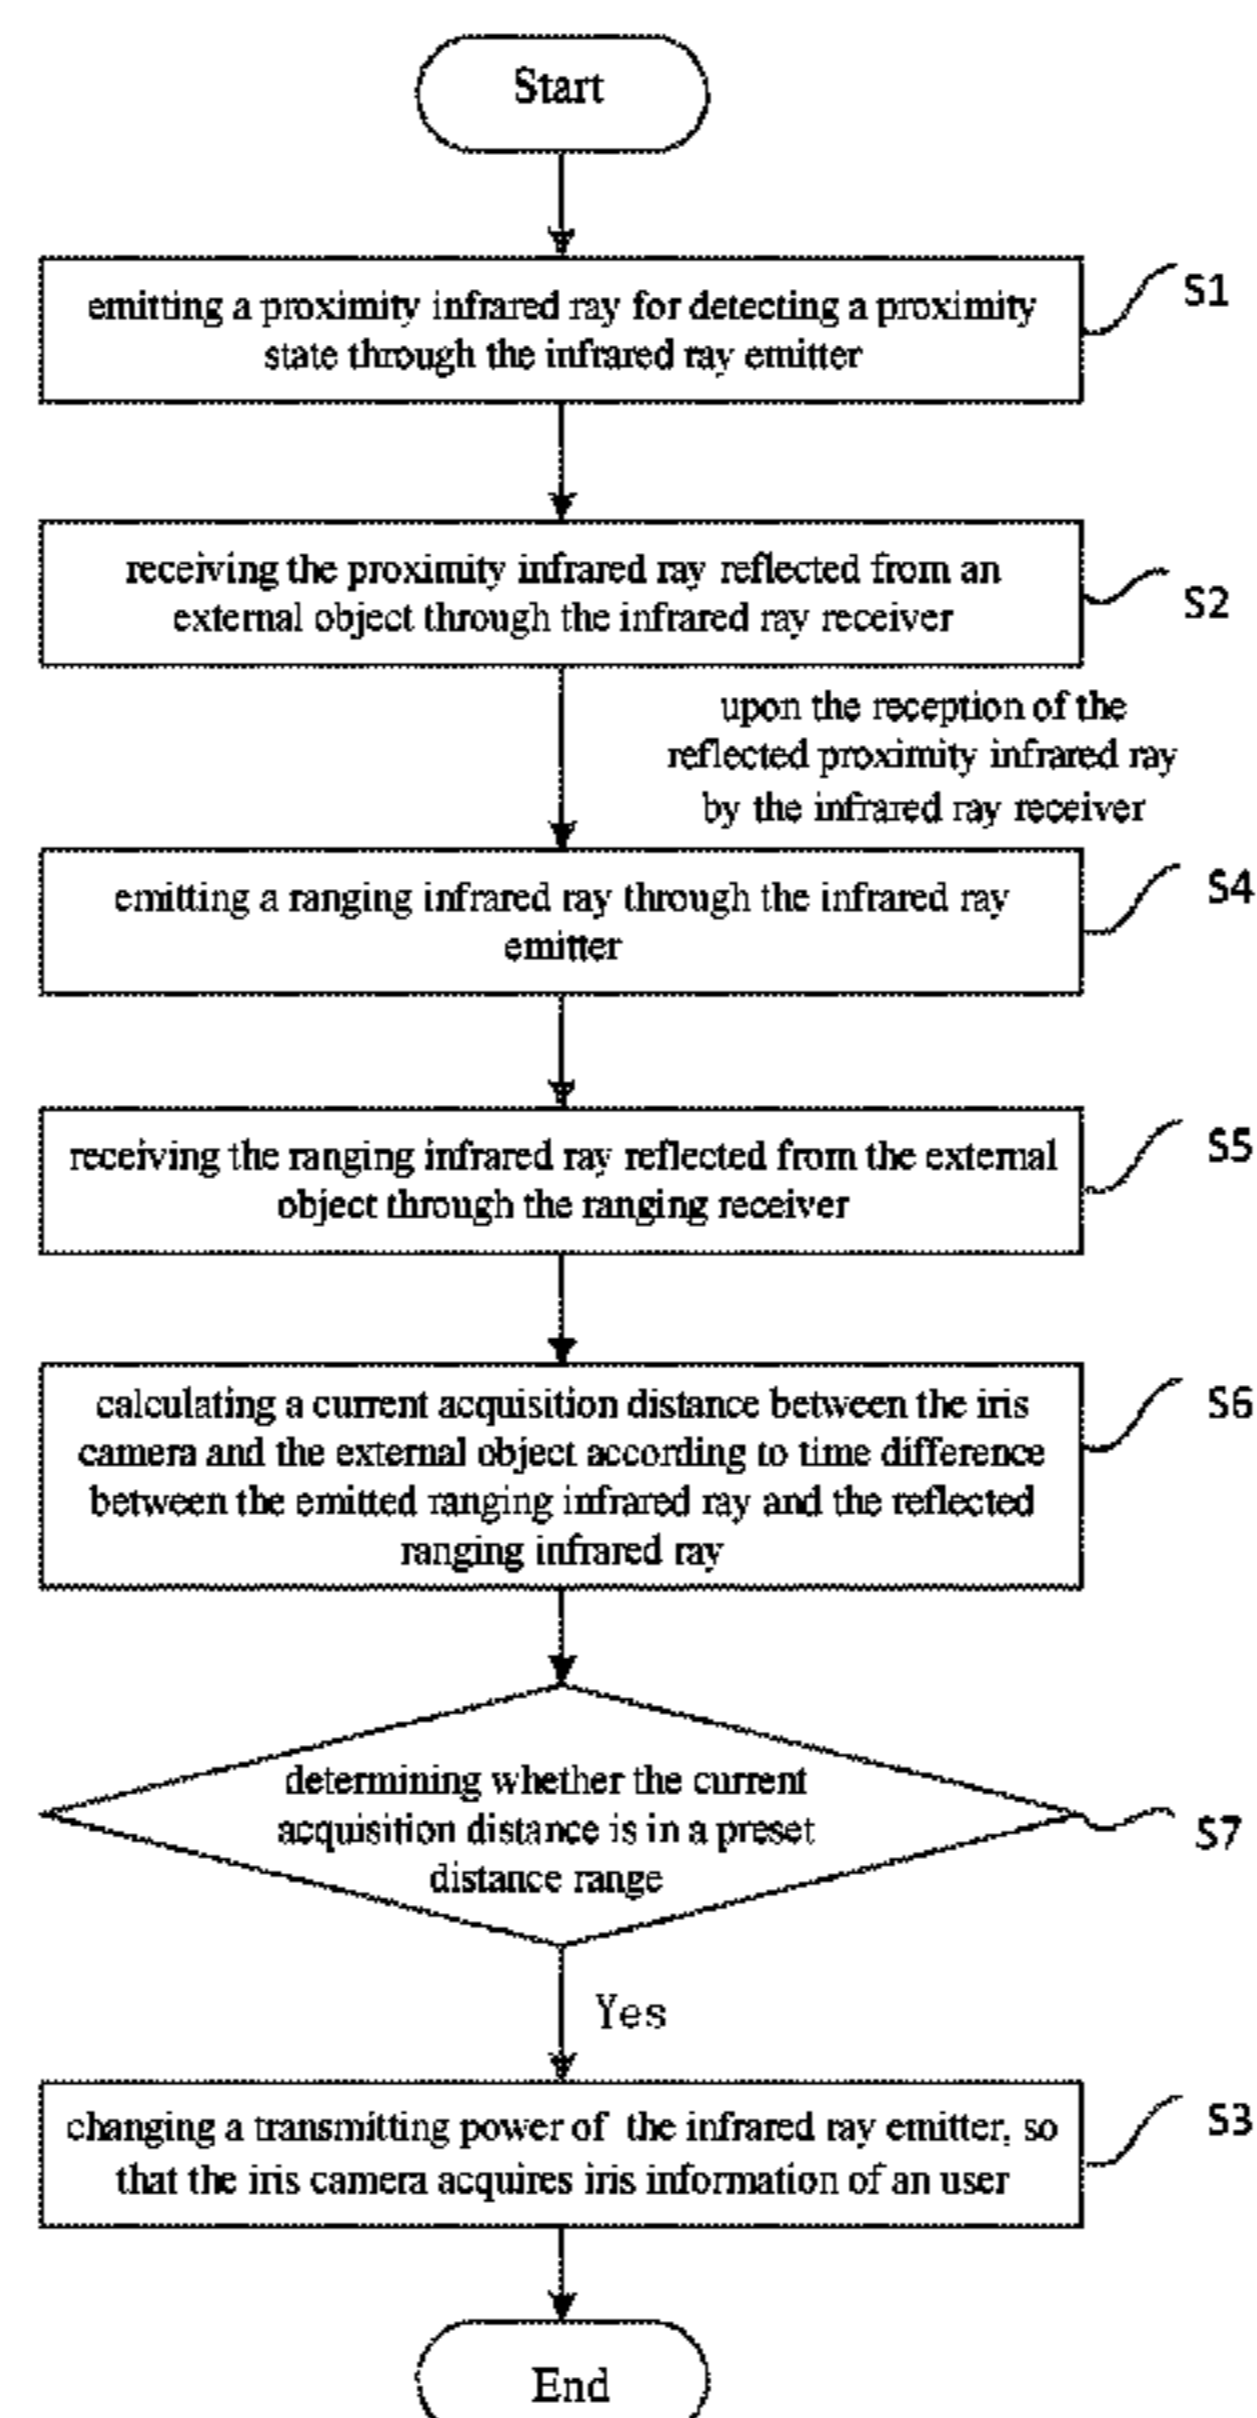 Start
emitting a proximity infrared ray for detecting a proximity
state through the infrared ray emitter
S1
receiving the proximity infrared ray reflected from an
external object through the infrared ray receiver
S2
upon the reception of the
reflected proximity infrared ray
by the infrared ray receiver
emitting a ranging infrared ray through the infrared ray
emitter
S4
receiving the ranging infrared ray reflected from the external
object through the ranging receiver
S5
calculating a current acquisition distance between the iris
camera and the external object according to time difference
between the emitted ranging infrared ray and the reflected
ranging infrared ray
S6
determining whether the current
acquisition distance is in a preset
distance range
S7
Yes
changing a transmitting power of the infrared ray emitter, so
that the iris camera acquires iris information of an user
S3
End